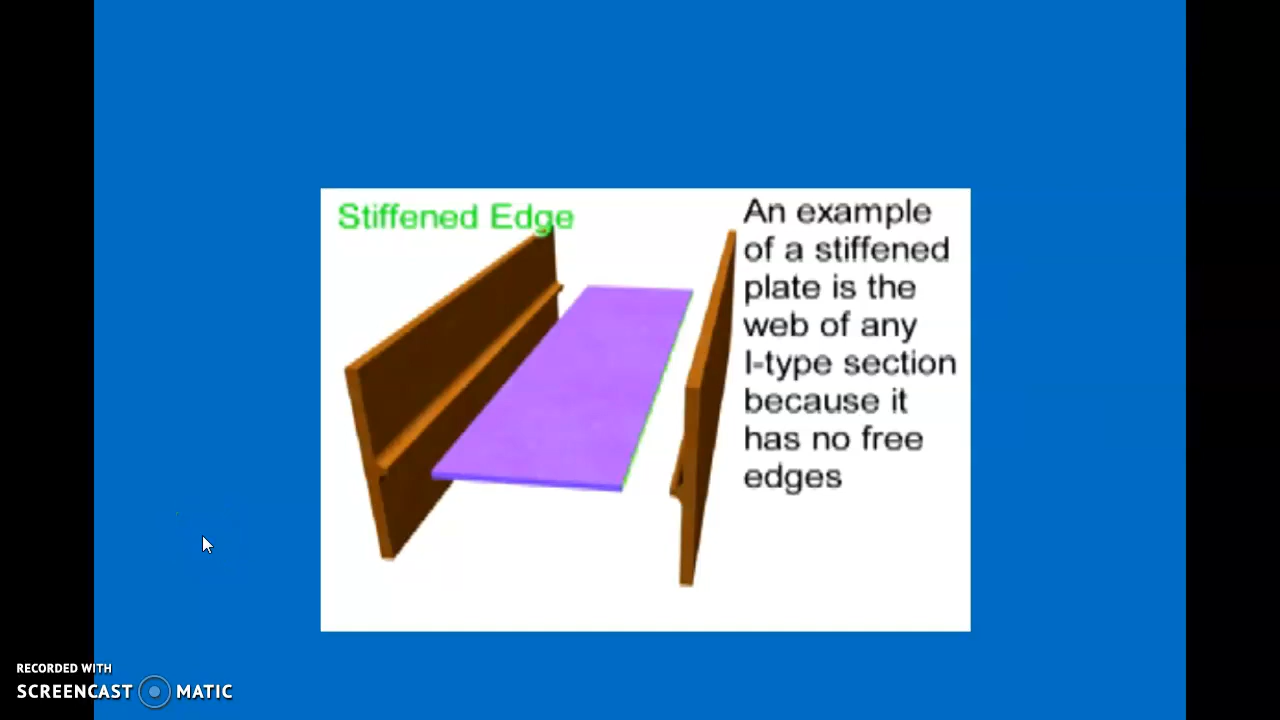 Stiffened Edge
An example
of a stiffened
plate is the
web of any
I-type section
because it
has no free
edges
RECORDED WITH
SCREENCAST MATIC